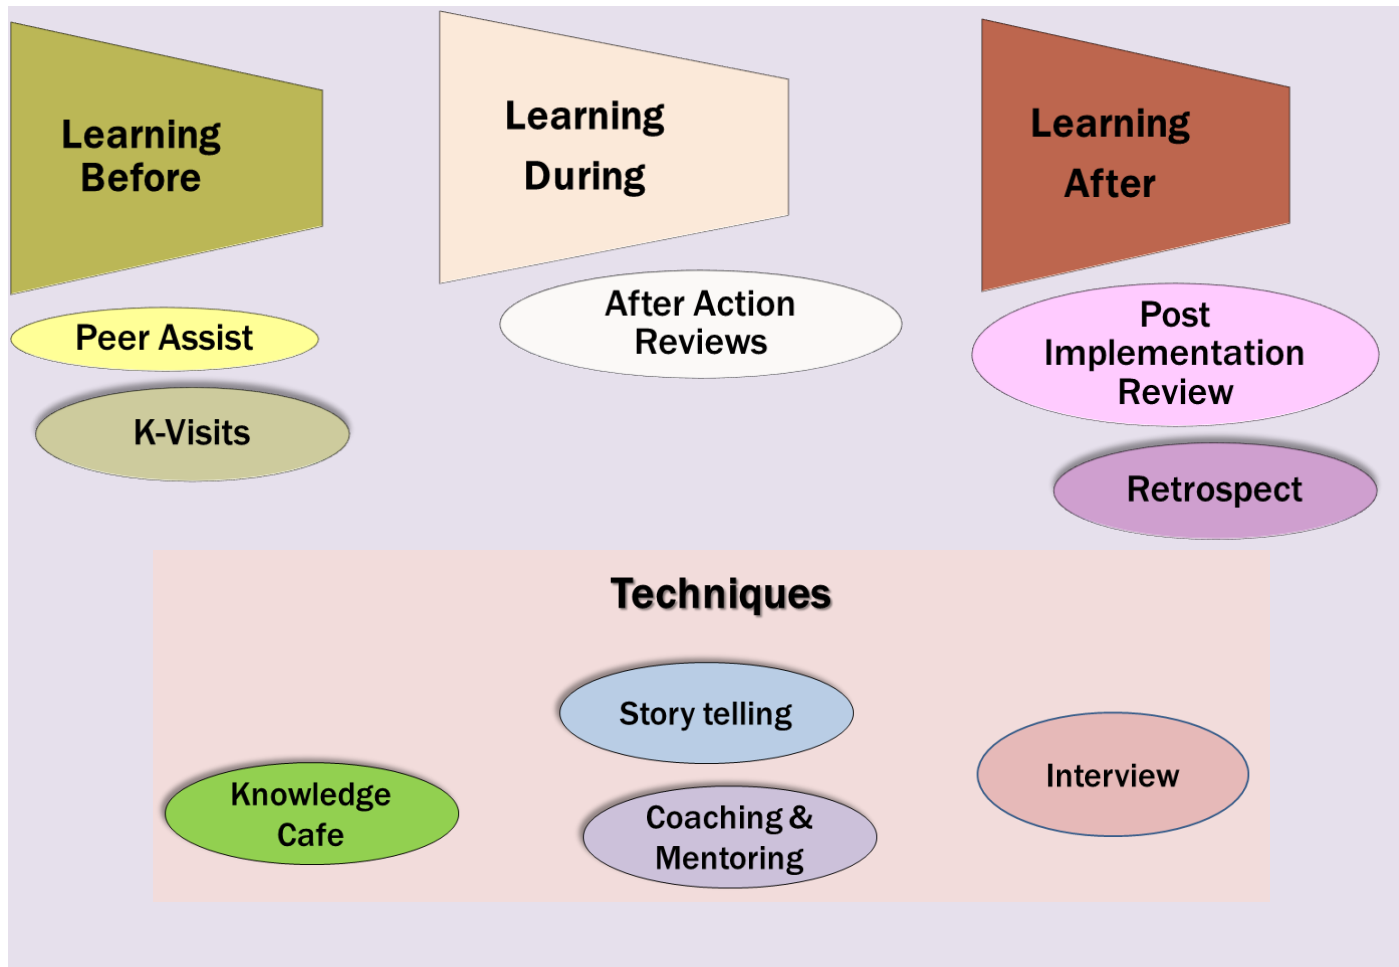 Learning
Before
Learning
During
Learning
After
Peer Assist
K-Visits
After Action
Reviews
Post
Implementation
Review
Retrospect
Techniques
Story telling
Knowledge
Cafe
Coaching &
Mentoring
Interview